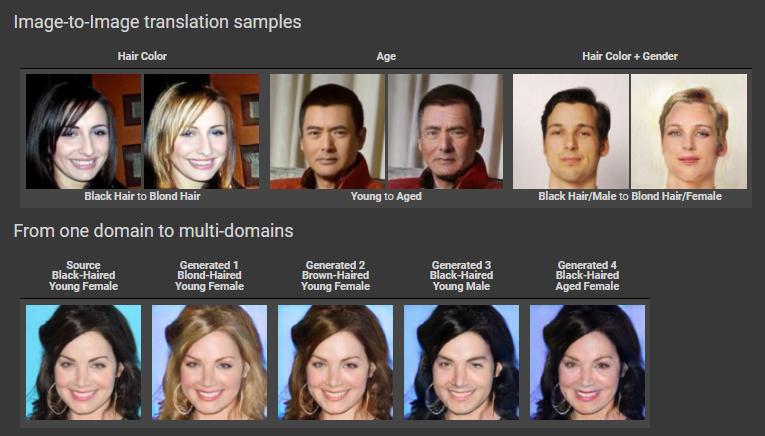 Image-to-Image translation samples
Hair Color
Age
Hair Color + Gender
Black Hair to Blond Hair
Young to Aged
Black Hair/Male to Blond Hair/Female
From one domain to multi-domains
Source
Black-Haired
Young Female
Generated 1
Blond-Haired
Young Female
Generated 2
Brown-Haired
Young Female
Generated 3
Black-Haired
Young Male
Generated 4
Black-Haired
Aged Female